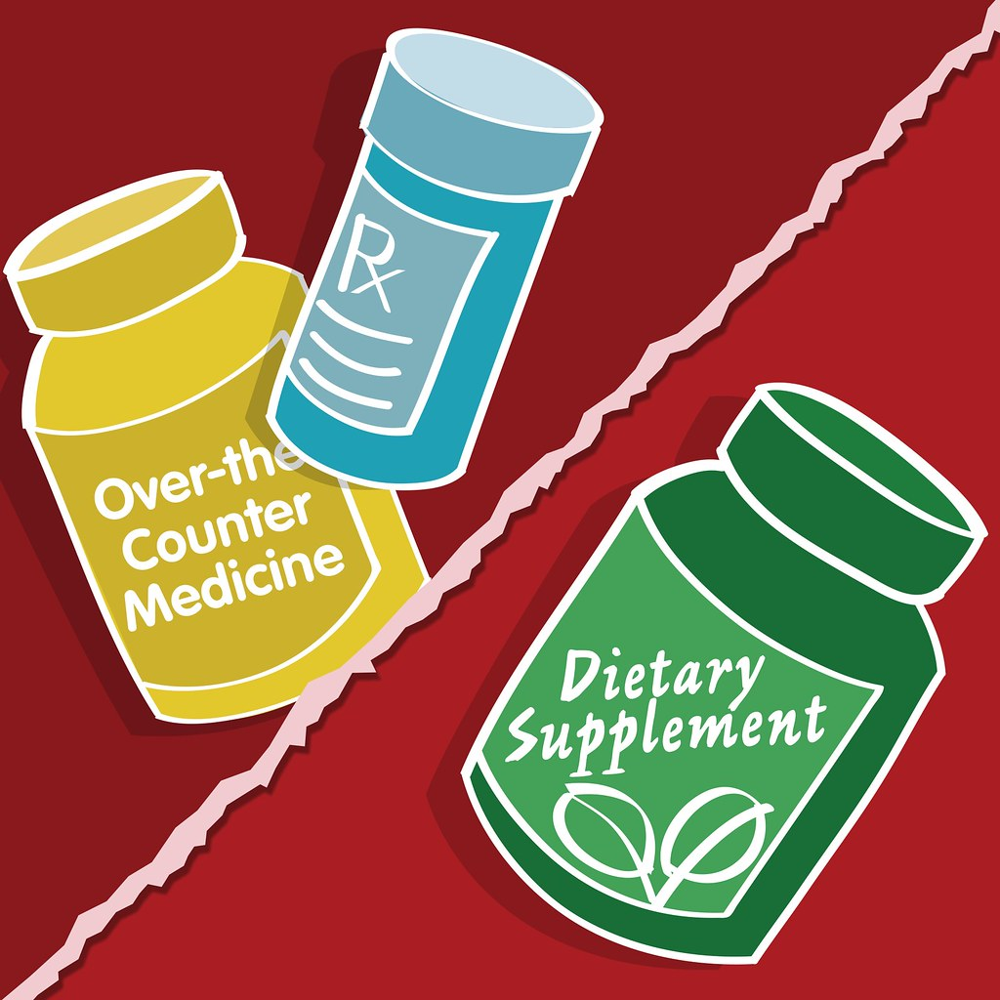 Rx
Over-the
Counter
Medicine
Dietary
Supplement